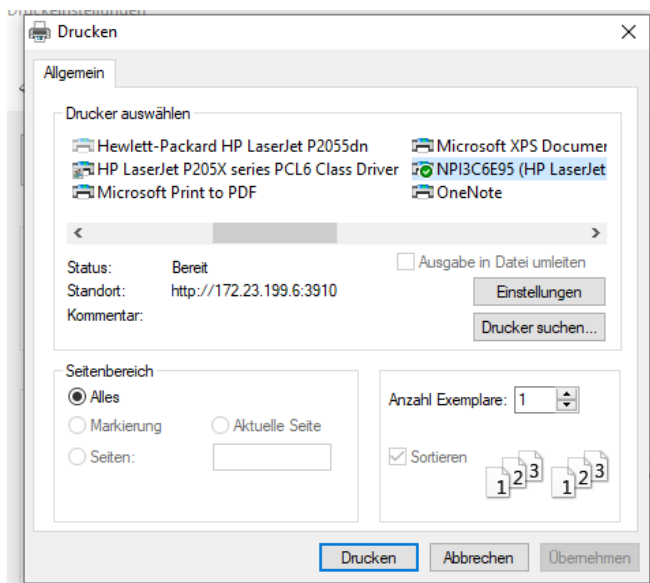 Druckeinstellungen
Drucken
Allgemein
Drucker auswählen
Hewlett-Packard HP LaserJet P2055dn
HP LaserJet P205X series PCL6 Class Driver
Microsoft Print to PDF
Microsoft XPS Documen
NPI3C6E95 (HP LaserJet
OneNote
Status: Bereit
Standort: http://172.23.199.6:3910
Kommentar:
Ausgabe in Datei umleiten
Einstellungen
Drucker suchen...
Seitenbereich
Alles
Markierung Aktuelle Seite
Seiten:
Anzahl Exemplare: 1
Sortieren
1 2 3 1 2 3
Drucken Abbrechen Übernehmen